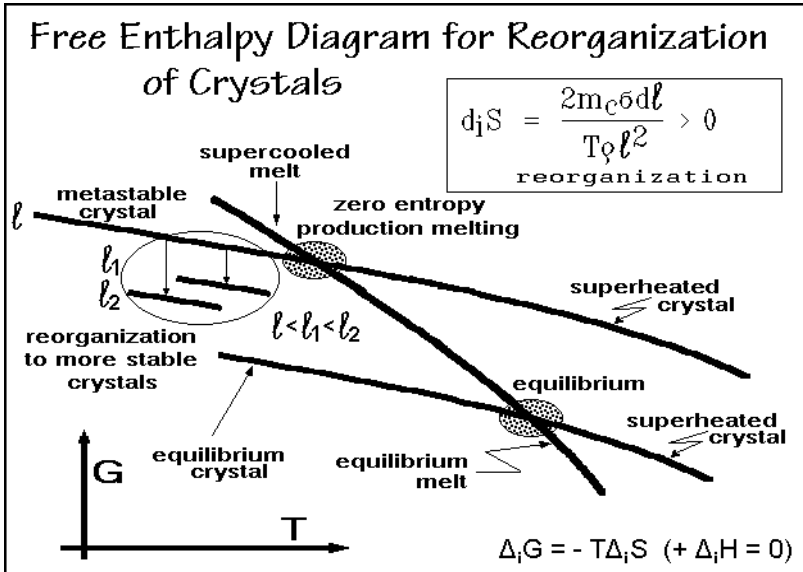 Free Enthalpy Diagram for Reorganization
of Crystals
dᵢS = 2m_cσdℓ / Tρℓ² > 0
reorganization
supercooled
melt
metastable
crystal
zero entropy
production melting
ℓ
ℓ₁
ℓ₂
ℓ<ℓ₁<ℓ₂
superheated
crystal
reorganization
to more stable
crystals
equilibrium
superheated
crystal
equilibrium
crystal
equilibrium
melt
G
T
ΔᵢG = - TΔᵢS (+ ΔᵢH = 0)